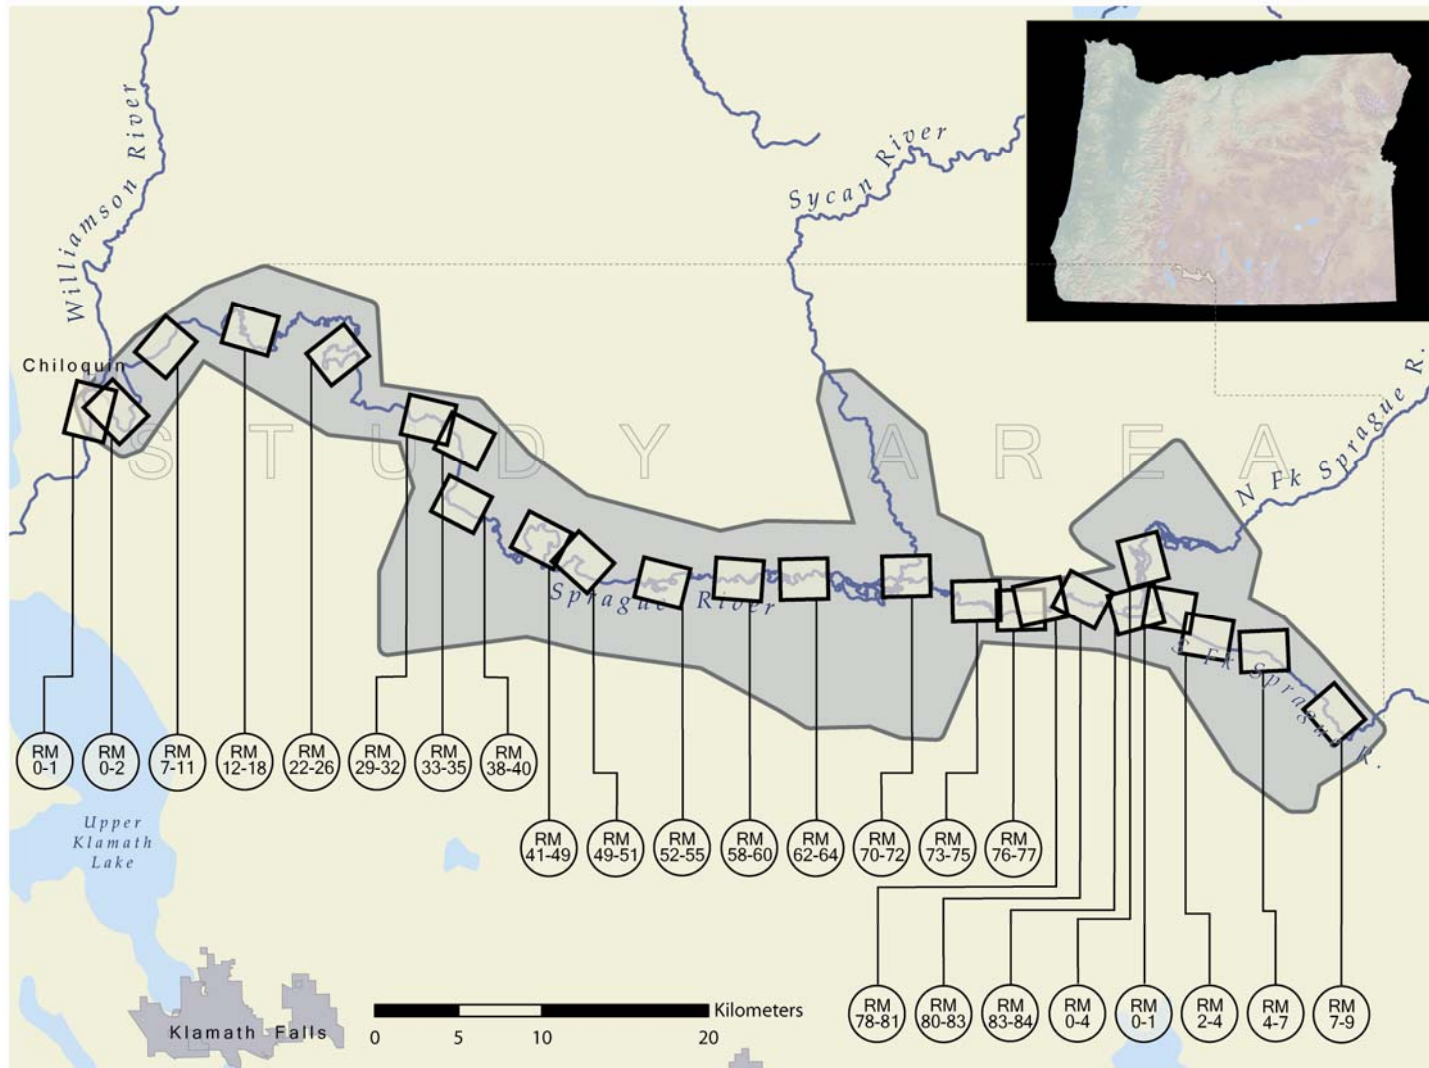 Williamson River
Sycan River
N Fk Sprague R.
Chiloquin
STUDY AREA
Sprague River
S Fk Sprague R.
RM
0-1
RM
0-2
RM
7-11
RM
12-18
RM
22-26
RM
29-32
RM
33-35
RM
38-40
RM
41-49
RM
49-51
RM
52-55
RM
58-60
RM
62-64
RM
70-72
RM
73-75
RM
76-77
Upper
Klamath
Lake
RM
78-81
RM
80-83
RM
83-84
RM
0-4
RM
0-1
RM
2-4
RM
4-7
RM
7-9
Klamath Falls
Kilometers
0 5 10 20